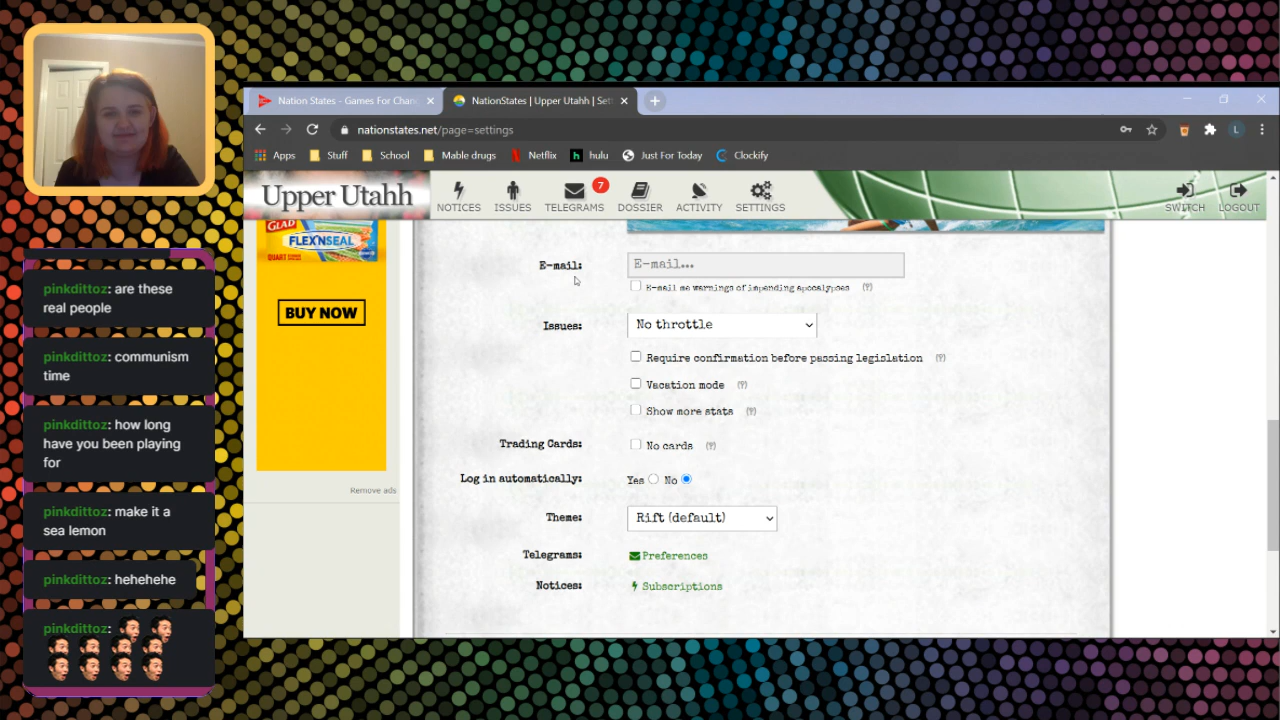 Nation States - Games For Chan
NationStates | Upper Utahh | Set
nationstates.net/page=settings
L
Apps
Stuff
School
Mable drugs
Netflix
h hulu
Just For Today
Clockify
Upper Utahh
NOTICES
ISSUES
TELEGRAMS
7
DOSSIER
ACTIVITY
SETTINGS
SWITCH
LOGOUT
GLAD
FLEX'NSEAL
QUART
BUY NOW
Remove ads
E-mail:
E-mail...
E-mail me warnings of impending apocalypses (?)
Issues:
No throttle
Require confirmation before passing legislation (?)
Vacation mode (?)
Show more stats (?)
Trading Cards:
No cards (?)
Log in automatically:
Yes No
Theme:
Rift (default)
Telegrams:
Preferences
Notices:
Subscriptions
pinkdittoz: are these
real people
pinkdittoz: communism
time
pinkdittoz: how long
have you been playing
for
pinkdittoz: make it a
sea lemon
pinkdittoz: hehehehe
pinkdittoz: